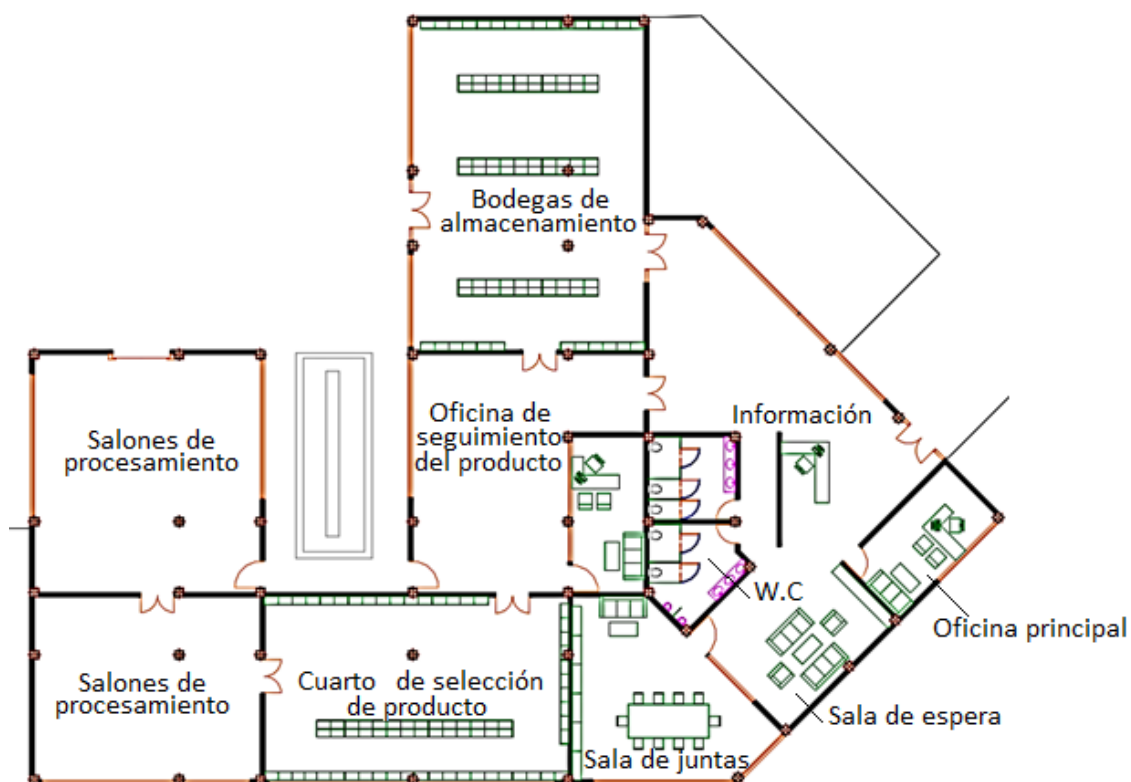 Bodegas de
almacenamiento
Información
Oficina de
seguimiento
del producto
Salones de
procesamiento
W.C
Oficina principal
Salones de
procesamiento
Cuarto de selección
de producto
Sala de espera
Sala de juntas